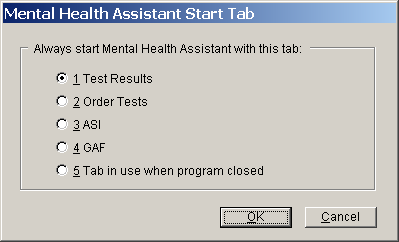 Mental Health Assistant Start Tab
Always start Mental Health Assistant with this tab:
1 Test Results
2 Order Tests
3 ASI
4 GAF
5 Tab in use when program closed
OK
Cancel